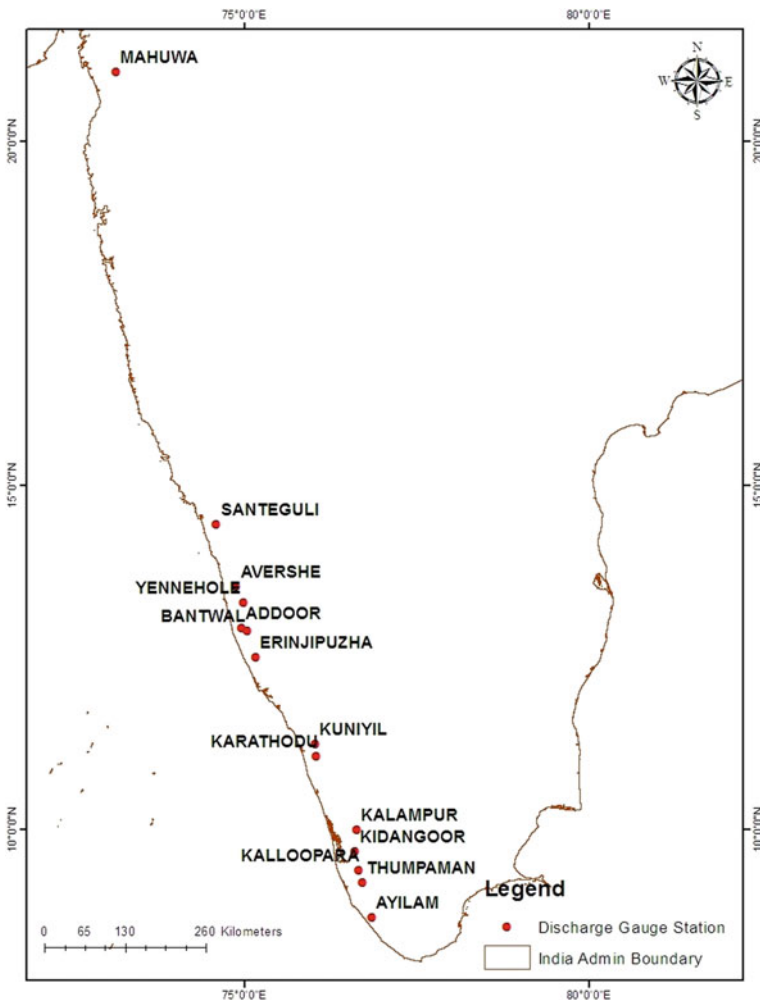 75°0'0"E 80°0'0"E
MAHUWA
N
W E
S
20°0'0"N 20°0'0"N
15°0'0"N 15°0'0"N
SANTEGULI
AVERSHE
YENNEHOLE
BANTWAL ADDOOR
ERINJIPUZHA
KUNIYIL
KARATHODU
10°0'0"N 10°0'0"N
KALAMPUR
KIDANGOOR
KALLOOPARA
THUMPAMAN
AYILAM
Legend
Discharge Gauge Station
India Admin Boundary
0 65 130 260 Kilometers
75°0'0"E 80°0'0"E